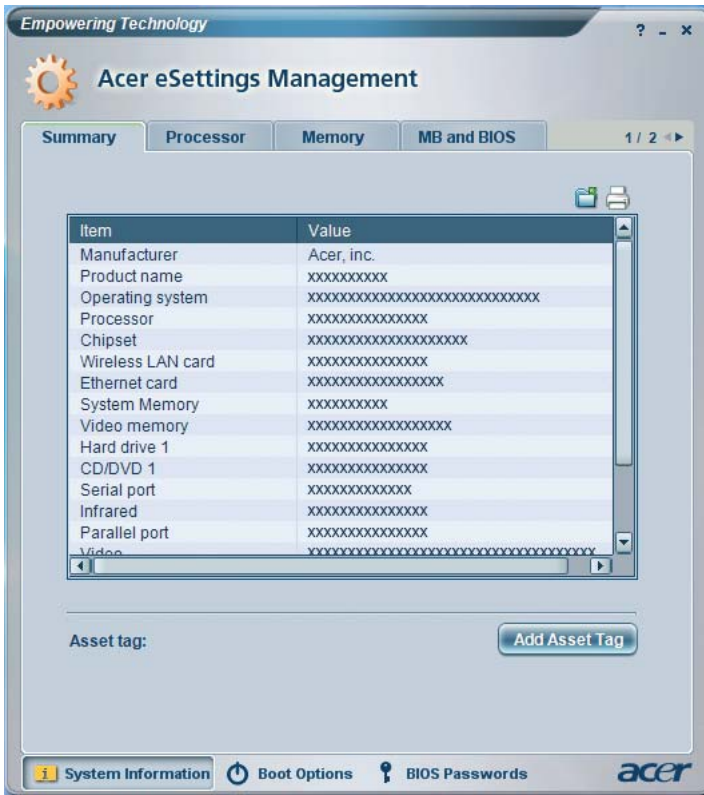 Empowering Technology
? - x
Acer eSettings Management
Summary Processor Memory MB and BIOS 1 / 2
Item Value
Manufacturer Acer, inc.
Product name xxxxxxxxxx
Operating system xxxxxxxxxxxxxxxxxxxxxxxxxxxxx
Processor xxxxxxxxxxxxxxx
Chipset xxxxxxxxxxxxxxxxxxxx
Wireless LAN card xxxxxxxxxxxxxxx
Ethernet card xxxxxxxxxxxxxxxxx
System Memory xxxxxxxxxx
Video memory xxxxxxxxxxxxxxxxxx
Hard drive 1 xxxxxxxxxxxxxxx
CD/DVD 1 xxxxxxxxxxxxxxx
Serial port xxxxxxxxxxxxx
Infrared xxxxxxxxxxxxxxx
Parallel port xxxxxxxxxxxxxxx
Video xxxxxxxxxxxxxxxxxxxxxxxxxxxxxxxxxxxx
Asset tag: Add Asset Tag
i System Information Boot Options BIOS Passwords acer